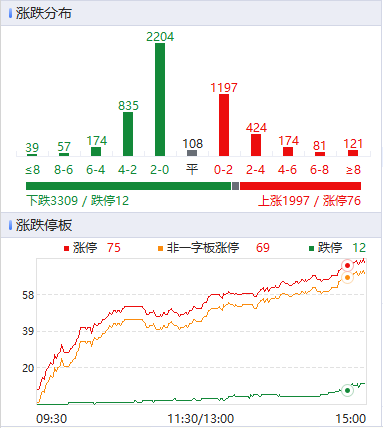 涨跌分布
39 57 174 835 2204 108 1197 424 174 81 121
≤8 8-6 6-4 4-2 2-0 平 0-2 2-4 4-6 6-8 ≥8
下跌3309 / 跌停12 上涨1997 / 涨停76
涨跌停板
涨停 75 非一字板涨停 69 跌停 12
58
39
20
09:30 11:30/13:00 15:00